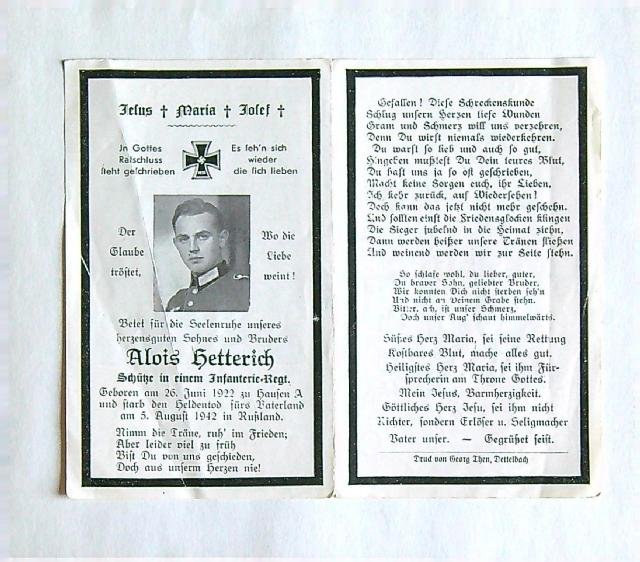 Jesus † Maria † Josef †
In Gottes
Ratschluss
steht geschrieben
Es seh'n sich
wieder
die sich lieben
Der
Glaube
tröstet,
Wo die
Liebe
weint!
Betet für die Seelenruhe unseres
herzensguten Sohnes und Bruders
Alois Hetterich
Schütze in einem Infanterie-Regt.
Geboren am 26. Juni 1922 zu Hausen A
und starb den Heldentod fürs Vaterland
am 5. August 1942 in Rußland.
Nimm die Träne, ruh' im Frieden;
Aber leider viel zu früh
Bist Du von uns geschieden,
Doch aus unserm Herzen nie!
Gefallen! Diese Schreckenskunde
Schlug unsern Herzen tiefe Wunden
Gram und Schmerz will uns verzehren,
Denn Du wirst niemals wiederkehren.
Du warst so lieb und auch so gut,
Hingeben mußtest Du Dein teures Blut,
Du hast uns ja so oft geschrieben,
Macht keine Sorgen euch, ihr Lieben,
Ich kehr zurück, auf Wiedersehen!
Doch kann das jetzt nicht mehr geschehn.
Und sollten einst die Friedensglocken klingen
Die Sieger jubelnd in die Heimat ziehn,
Dann werden heißer unsere Tränen fließen
Und weinend werden wir zur Seite stehn.
So schlafe wohl, du lieber, guter,
Du braver Sohn, geliebter Bruder.
Wir konnten Dich nicht sterben seh'n
Und nicht an Deinem Grabe stehn.
Bitter, ach, ist unser Schmerz,
Doch unser Aug' schaut himmelwärts.
Süßes Herz Maria, sei seine Rettung
Kostbares Blut, mache alles gut.
Heiligstes Herz Maria, sei ihm Für-
sprecherin am Throne Gottes.
Mein Jesus, Barmherzigkeit.
Göttliches Herz Jesu, sei ihm nicht
Richter, sondern Erlöser u. Seligmacher
Vater unser. — Gegrüßet seist.
Druck von Georg Then, Dettelbach